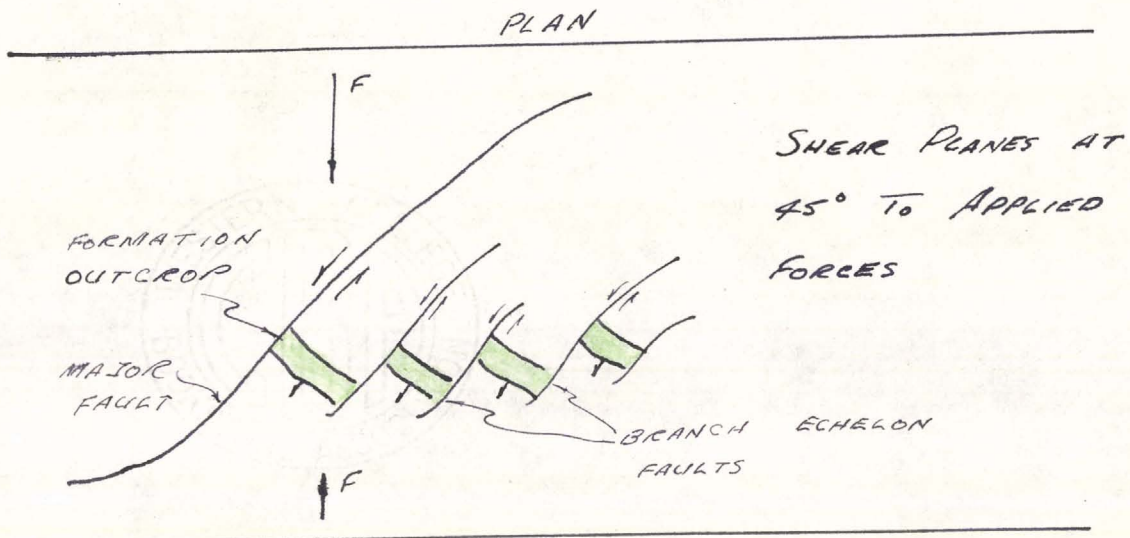 PLAN
F
SHEAR PLANES AT
45° TO APPLIED
FORCES
FORMATION
OUTCROP
MAJOR
FAULT
BRANCH ECHELON
FAULTS
F